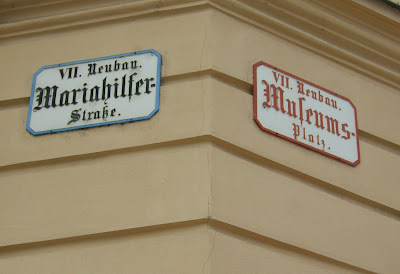 VII. Neubau.
Mariahilfer-
Straße.
VII. Neubau.
Museums-
Platz.